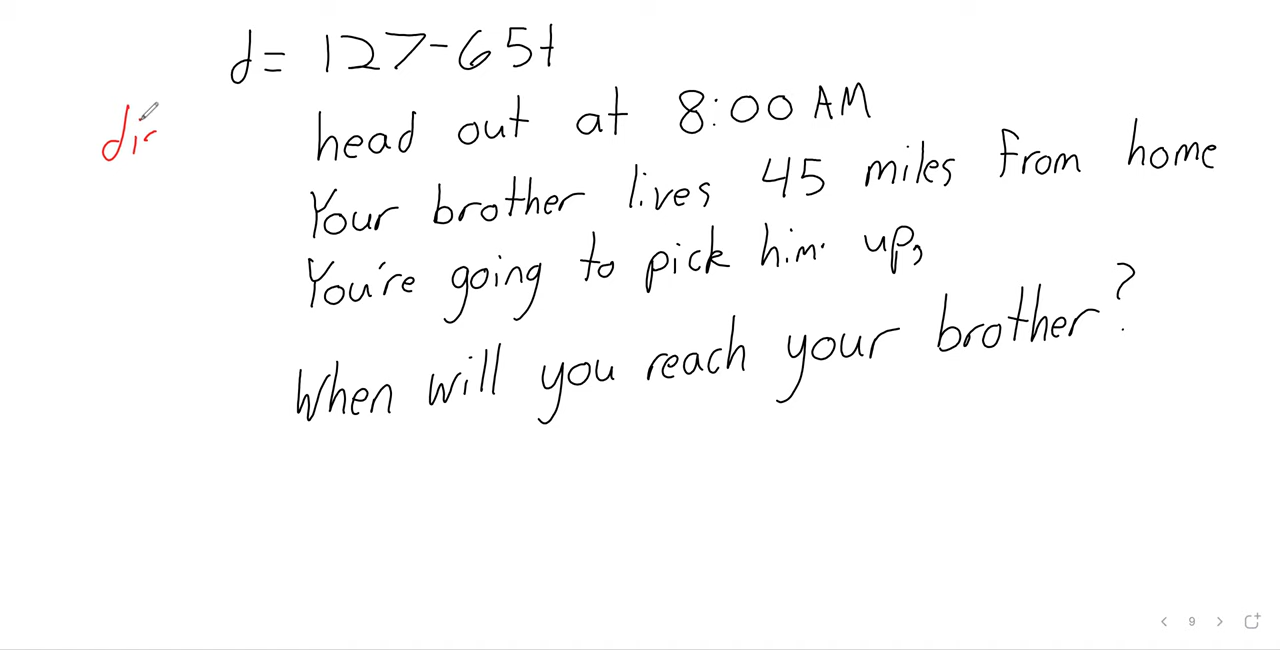 d= 127-65t
head out at 8:00 AM
Your brother lives 45 miles from home
You're going to pick him up,
When will you reach your brother?
9